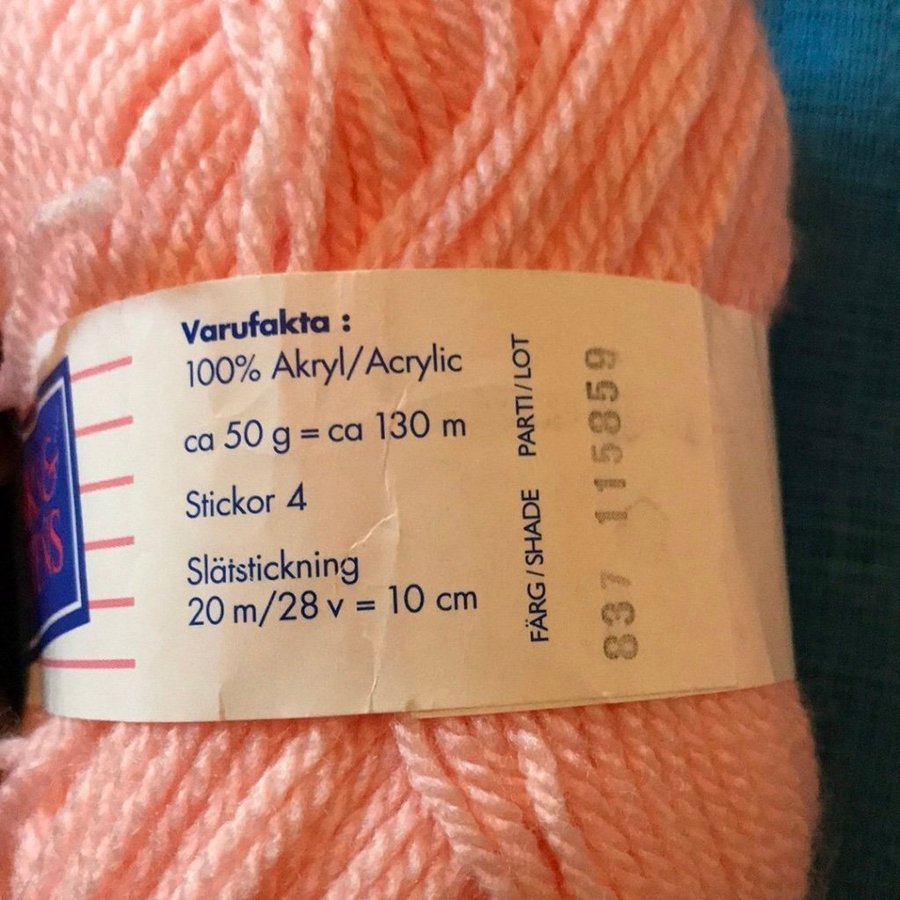 Varufakta :
100% Akryl/Acrylic
ca 50 g = ca 130 m
Stickor 4
Slätstickning
20 m/28 v = 10 cm
FÄRG/SHADE PARTI/LOT
837 115859